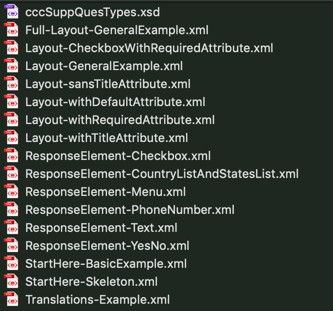 cccSuppQuesTypes.xsd
Full-Layout-GeneralExample.xml
Layout-CheckboxWithRequiredAttribute.xml
Layout-GeneralExample.xml
Layout-sansTitleAttribute.xml
Layout-withDefaultAttribute.xml
Layout-withRequiredAttribute.xml
Layout-withTitleAttribute.xml
ResponseElement-Checkbox.xml
ResponseElement-CountryListAndStatesList.xml
ResponseElement-Menu.xml
ResponseElement-PhoneNumber.xml
ResponseElement-Text.xml
ResponseElement-YesNo.xml
StartHere-BasicExample.xml
StartHere-Skeleton.xml
Translations-Example.xml